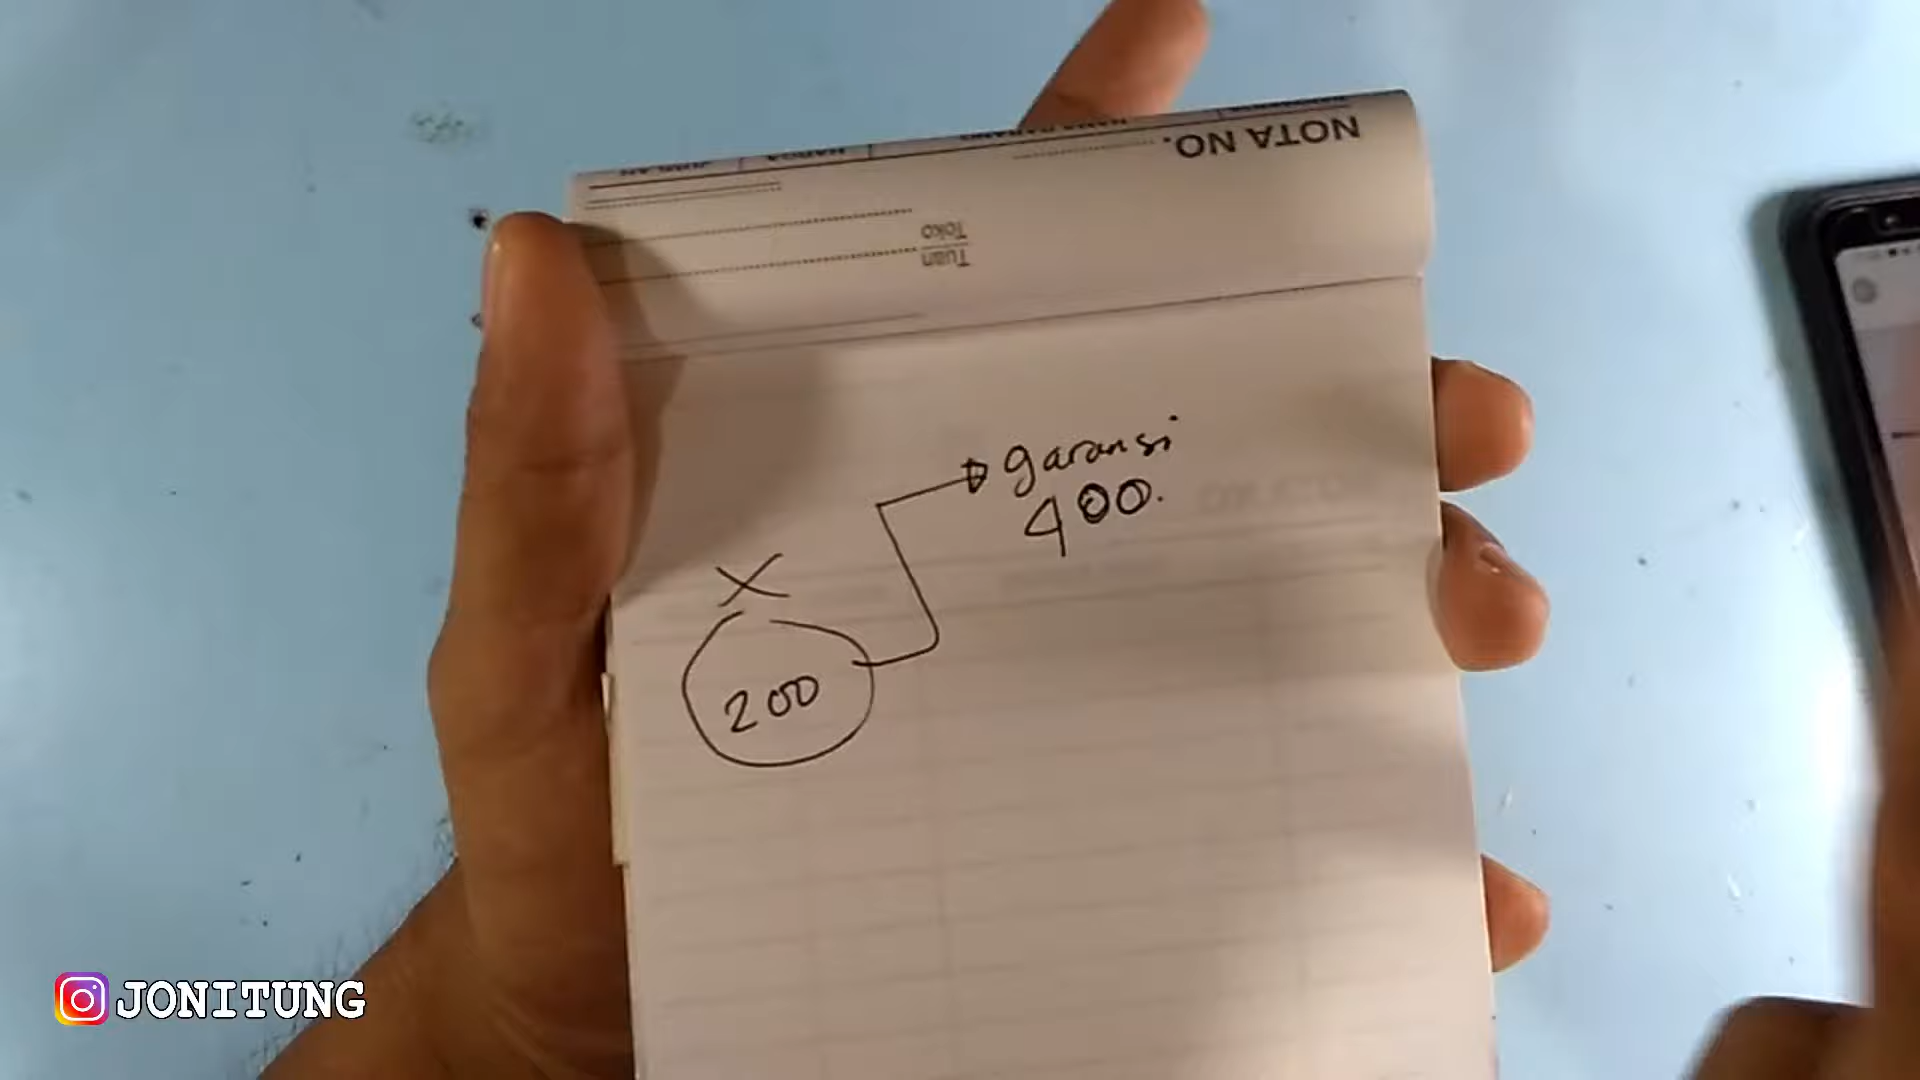 NOTA NO.
Tuan
Toko
garansi
400.
X
200
JONITUNG